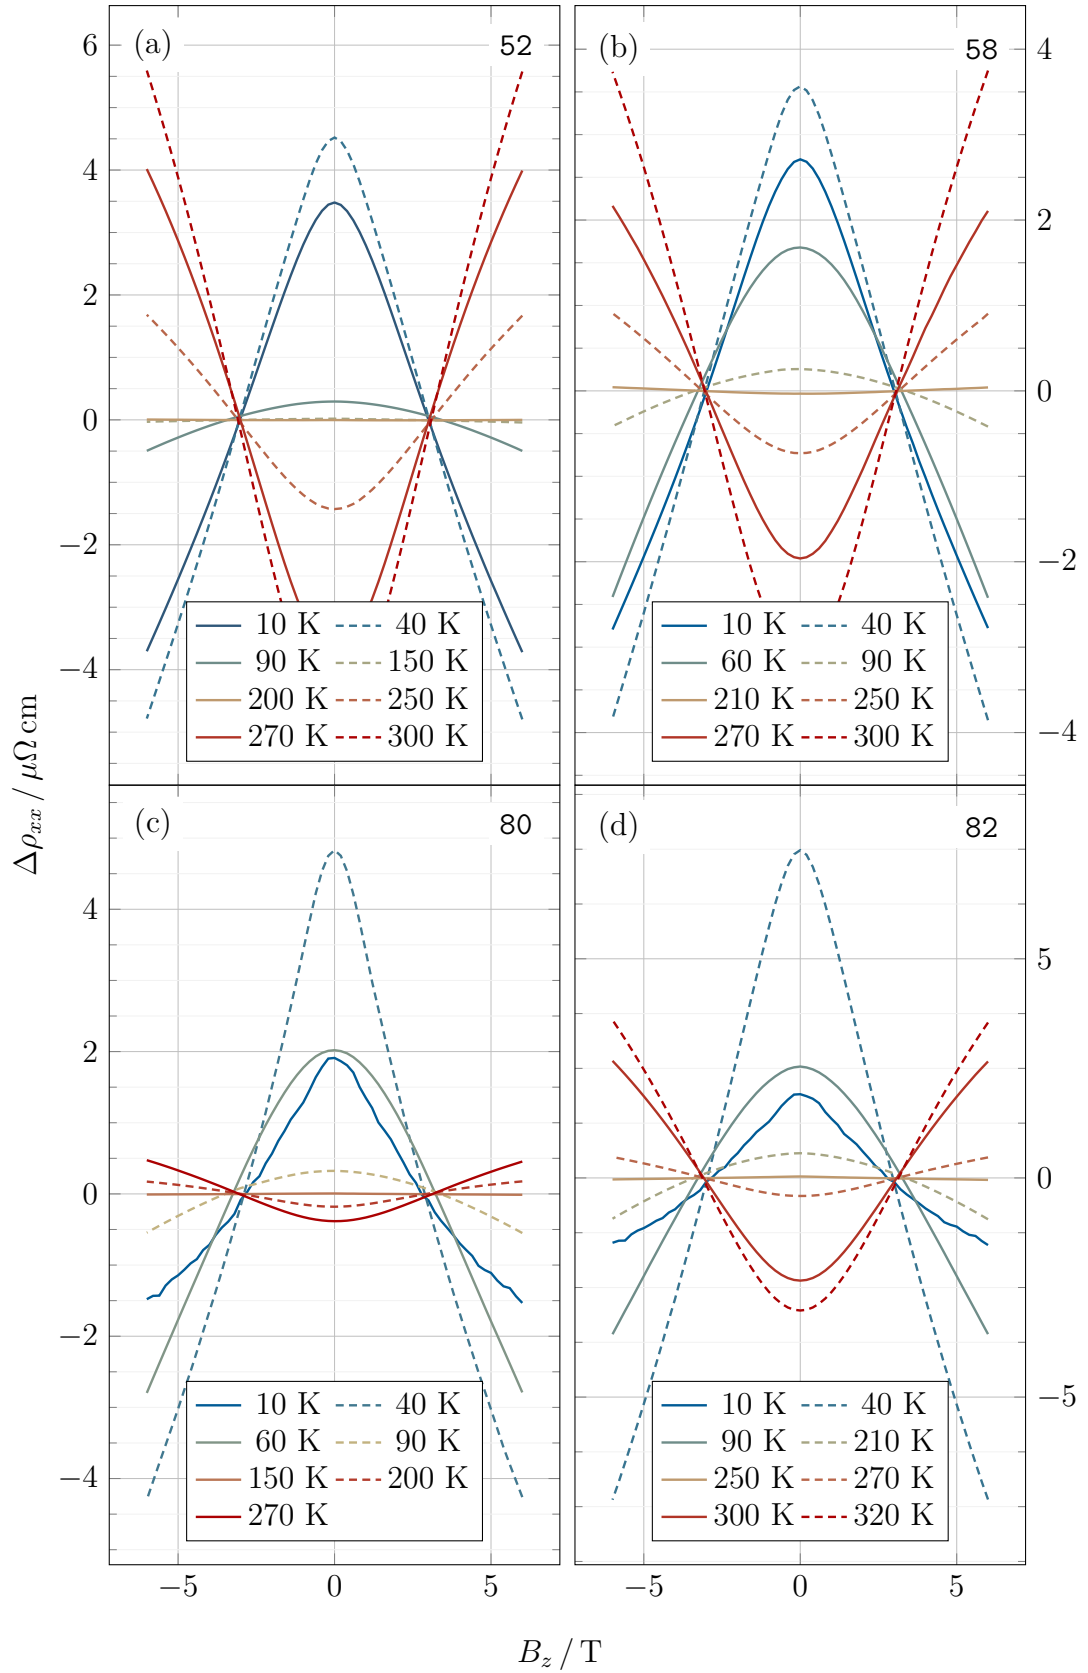 (a) 52
6
4
2
0
−2
−4
10 K 40 K
90 K 150 K
200 K 250 K
270 K 300 K
(b) 58
4
2
0
−2
−4
10 K 40 K
60 K 90 K
210 K 250 K
270 K 300 K
Δρxx / μΩ cm
(c) 80
4
2
0
−2
−4
10 K 40 K
60 K 90 K
150 K 200 K
270 K
−5 0 5
(d) 82
5
0
−5
10 K 40 K
90 K 210 K
250 K 270 K
300 K 320 K
−5 0 5
Bz / T